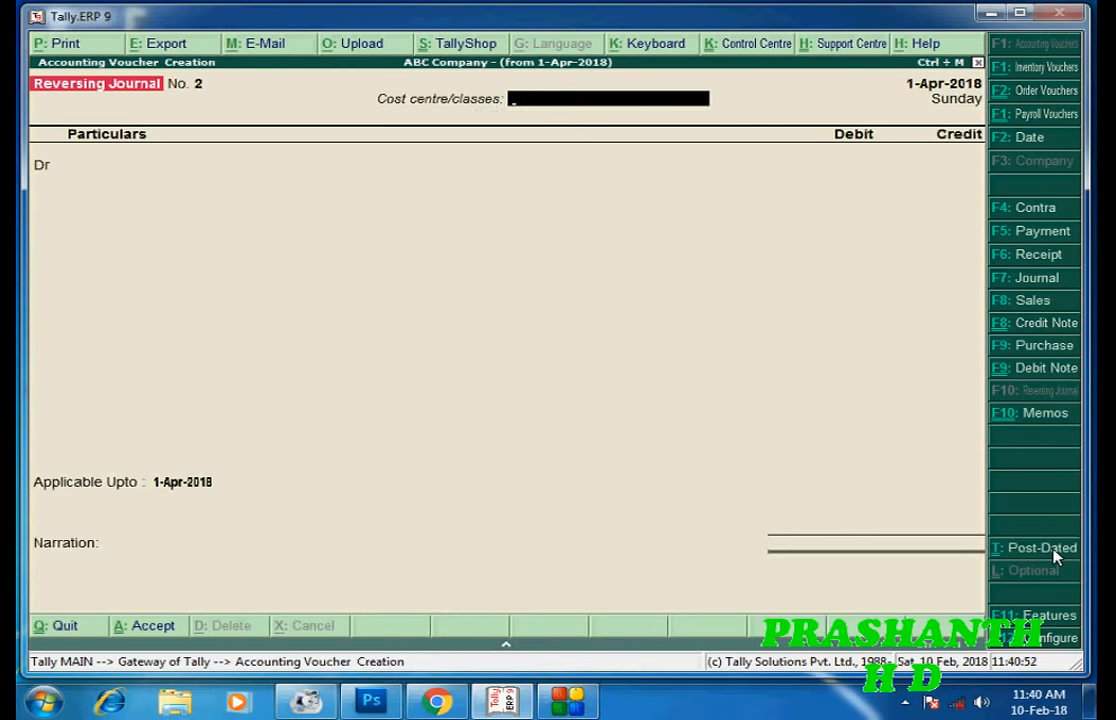 Tally.ERP 9
P: Print E: Export M: E-Mail O: Upload S: TallyShop G: Language K: Keyboard K: Control Centre H: Support Centre H: Help
Accounting Voucher Creation ABC Company - (from 1-Apr-2018) Ctrl + M
Reversing Journal No. 2 1-Apr-2018
Cost centre/classes: Sunday
Particulars Debit Credit
Dr
Applicable Upto : 1-Apr-2018
Narration:
F1: Accounting Vouchers
F1: Inventory Vouchers
F2: Order Vouchers
F1: Payroll Vouchers
F2: Date
F3: Company
F4: Contra
F5: Payment
F6: Receipt
F7: Journal
F8: Sales
F8: Credit Note
F9: Purchase
F9: Debit Note
F10: Reversing Journal
F10: Memos
T: Post-Dated
L: Optional
F11: Features
Q: Quit A: Accept D: Delete X: Cancel
PRASHANTH
H D
Tally MAIN --> Gateway of Tally --> Accounting Voucher Creation (c) Tally Solutions Pvt. Ltd., 1988- Sat, 10 Feb, 2018 11:40:52
Ps
Tally ERP 9
11:40 AM
10-Feb-18